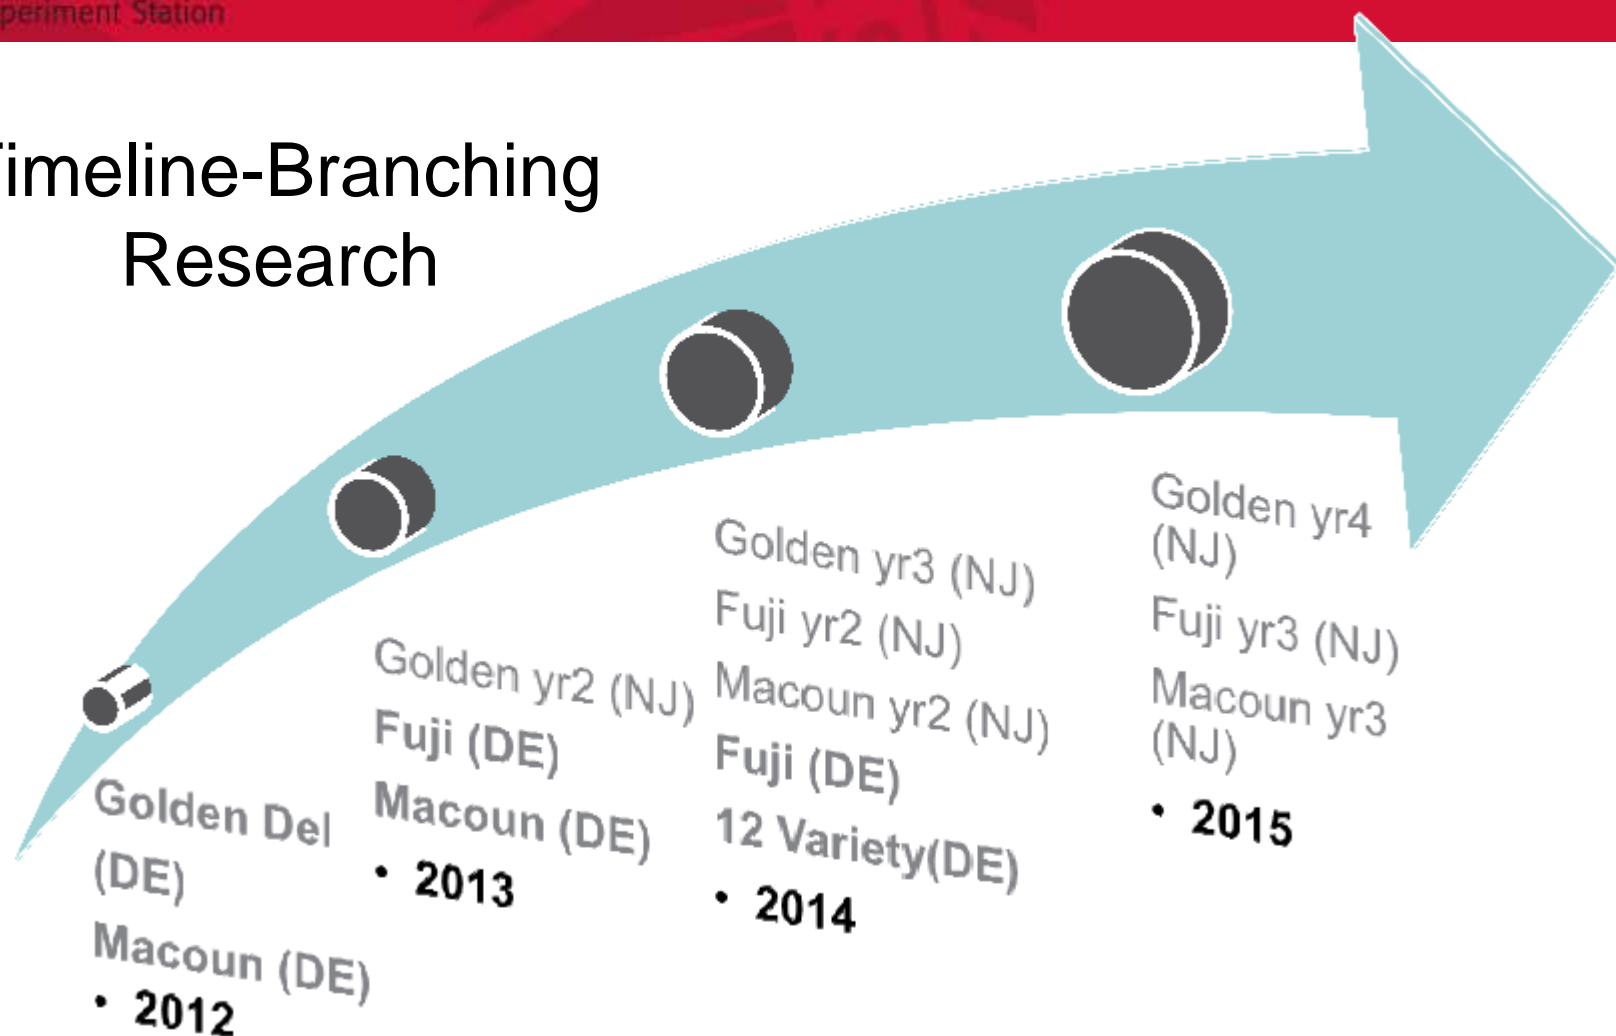 periment Station
Timeline-Branching
Research
Golden Del
(DE)
Macoun (DE)
• 2012
Golden yr2 (NJ)
Fuji (DE)
Macoun (DE)
• 2013
Golden yr3 (NJ)
Fuji yr2 (NJ)
Macoun yr2 (NJ)
Fuji (DE)
12 Variety(DE)
• 2014
Golden yr4
(NJ)
Fuji yr3 (NJ)
Macoun yr3
(NJ)
• 2015